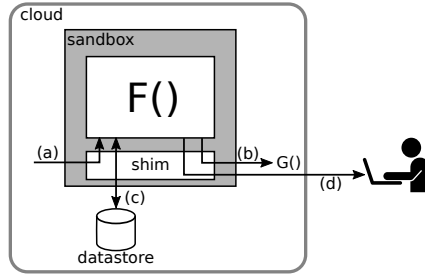 cloud
sandbox
F()
(a)
shim
(b)
G()
(c)
(d)
datastore